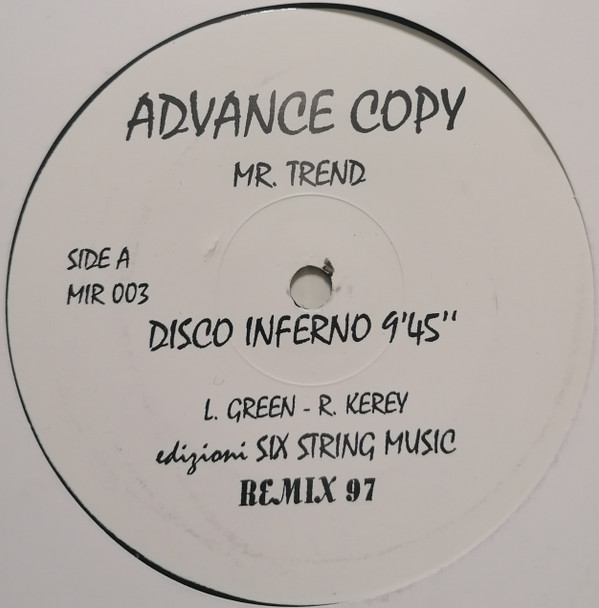 ADVANCE COPY
MR. TREND
SIDE A
MIR 003
DISCO INFERNO 9'45''
L. GREEN - R. KEREY
edizioni SIX STRING MUSIC
REMIX 97